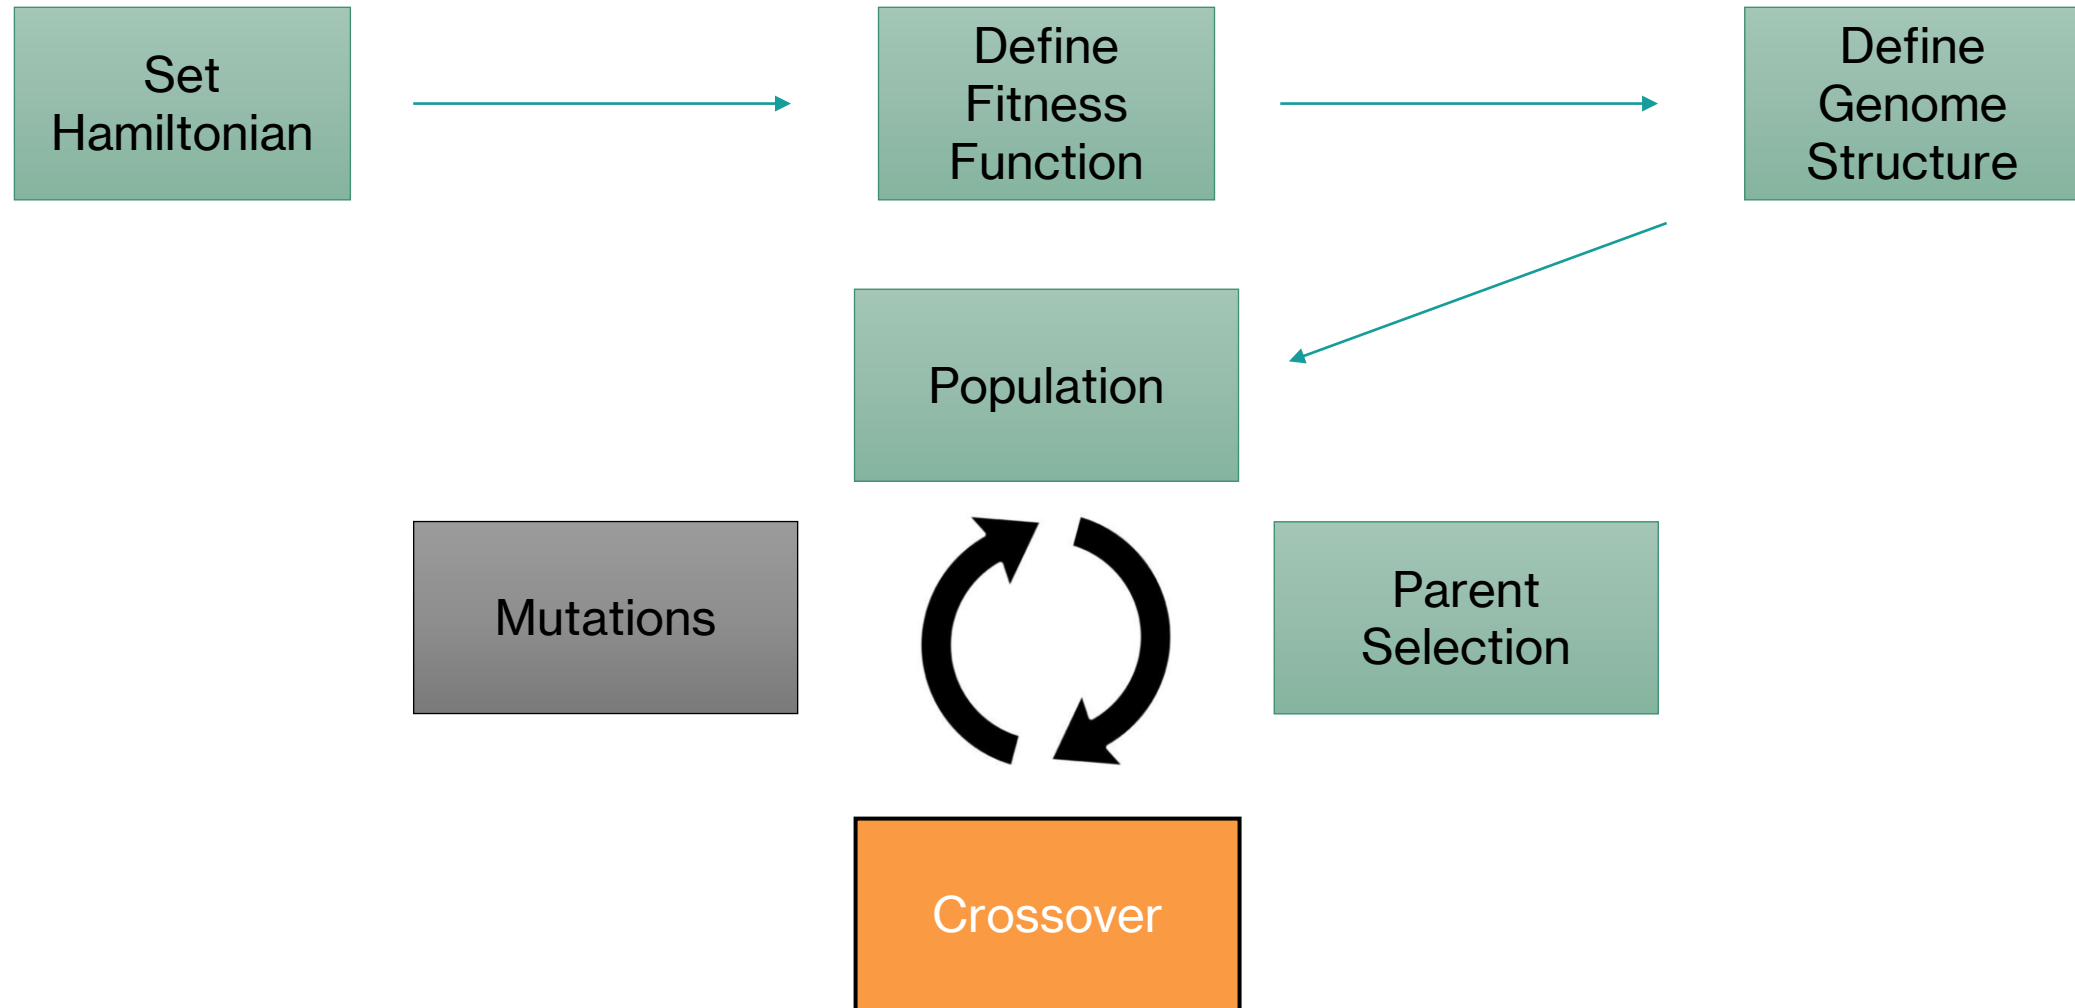 Set
Hamiltonian
Define
Fitness
Function
Define
Genome
Structure
Population
Mutations
Parent
Selection
Crossover